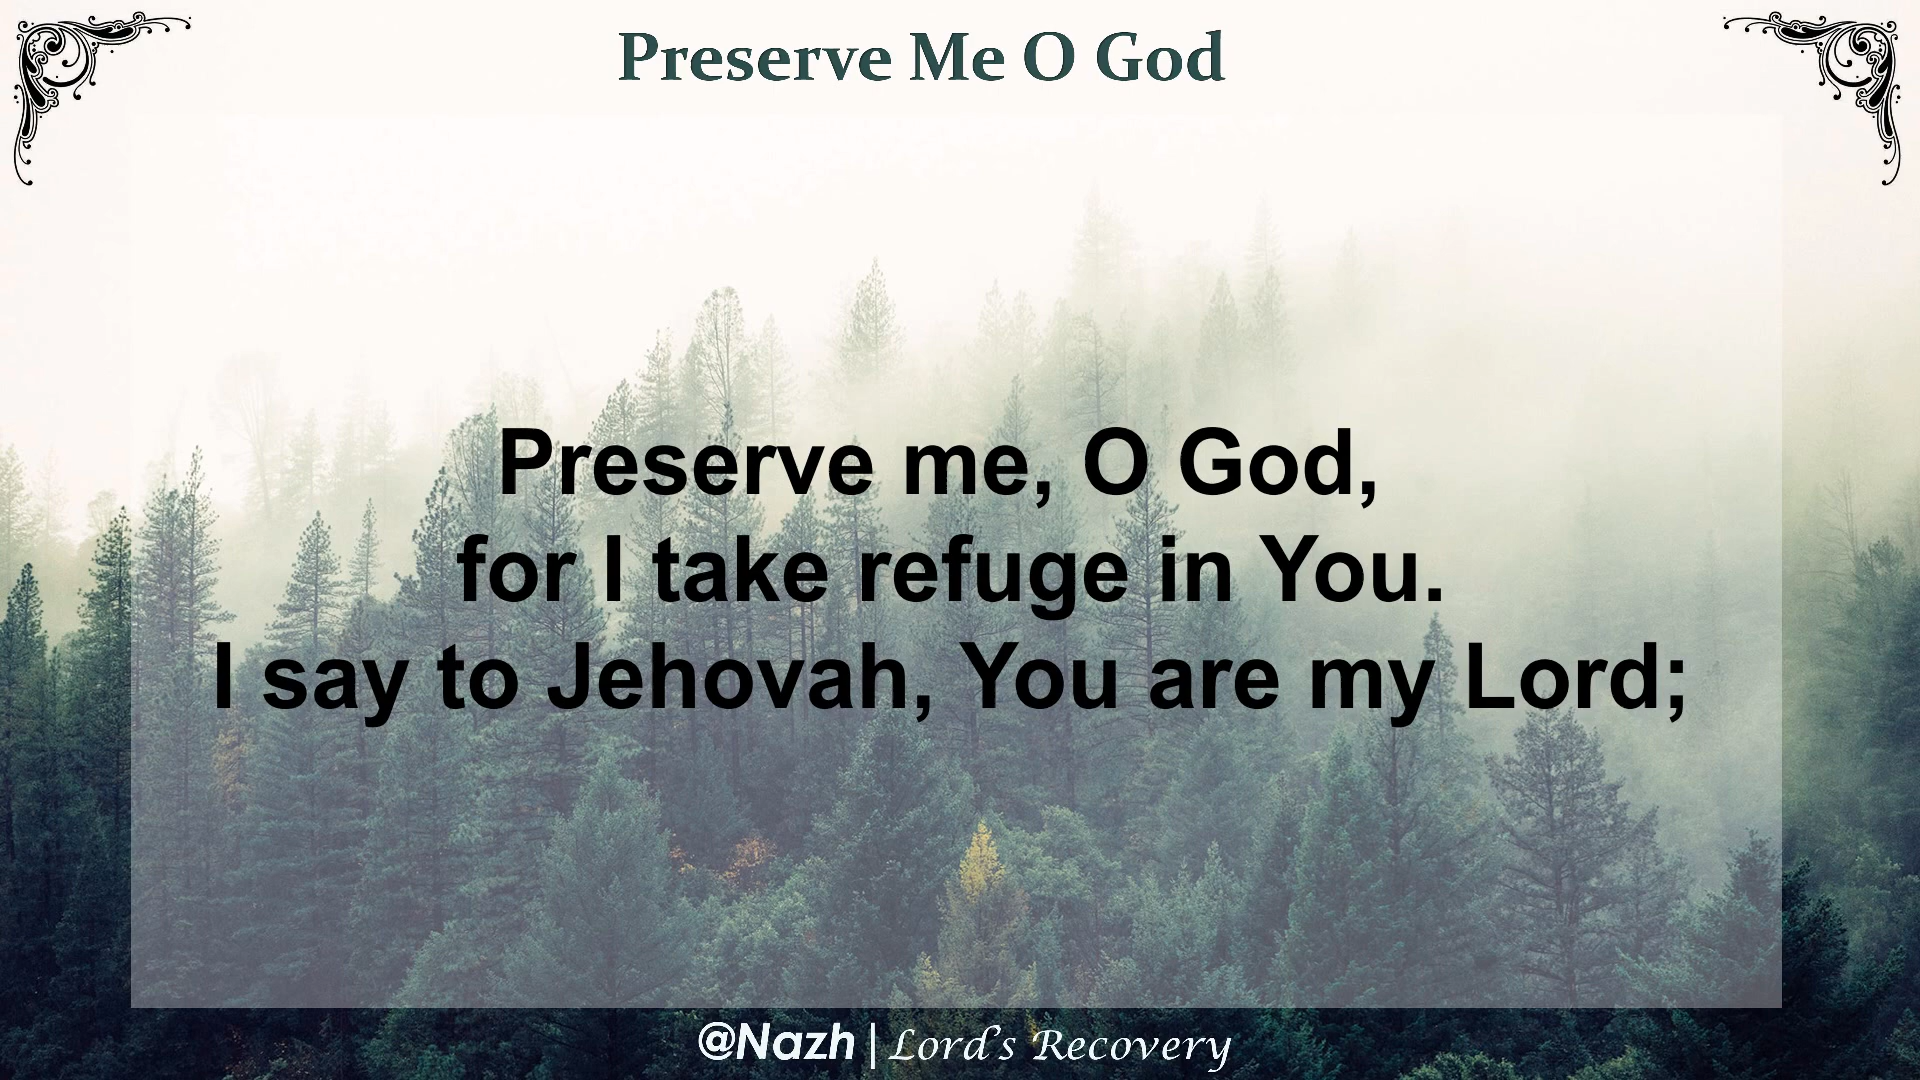 Preserve Me O God
Preserve me, O God,
for I take refuge in You.
I say to Jehovah, You are my Lord;
@Nazh | Lord's Recovery